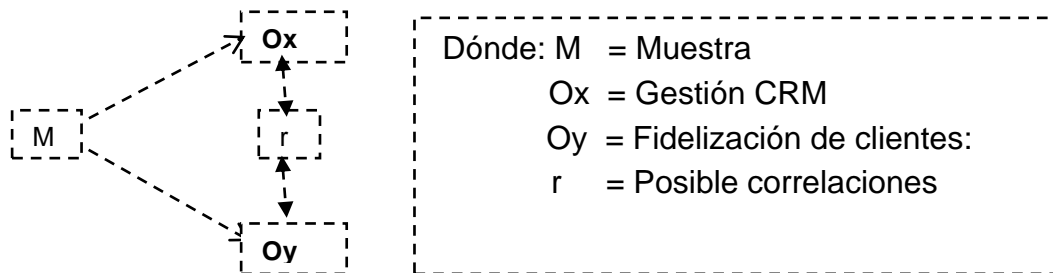 Ox
M
r
Oy
Dónde: M = Muestra
Ox = Gestión CRM
Oy = Fidelización de clientes:
r = Posible correlaciones